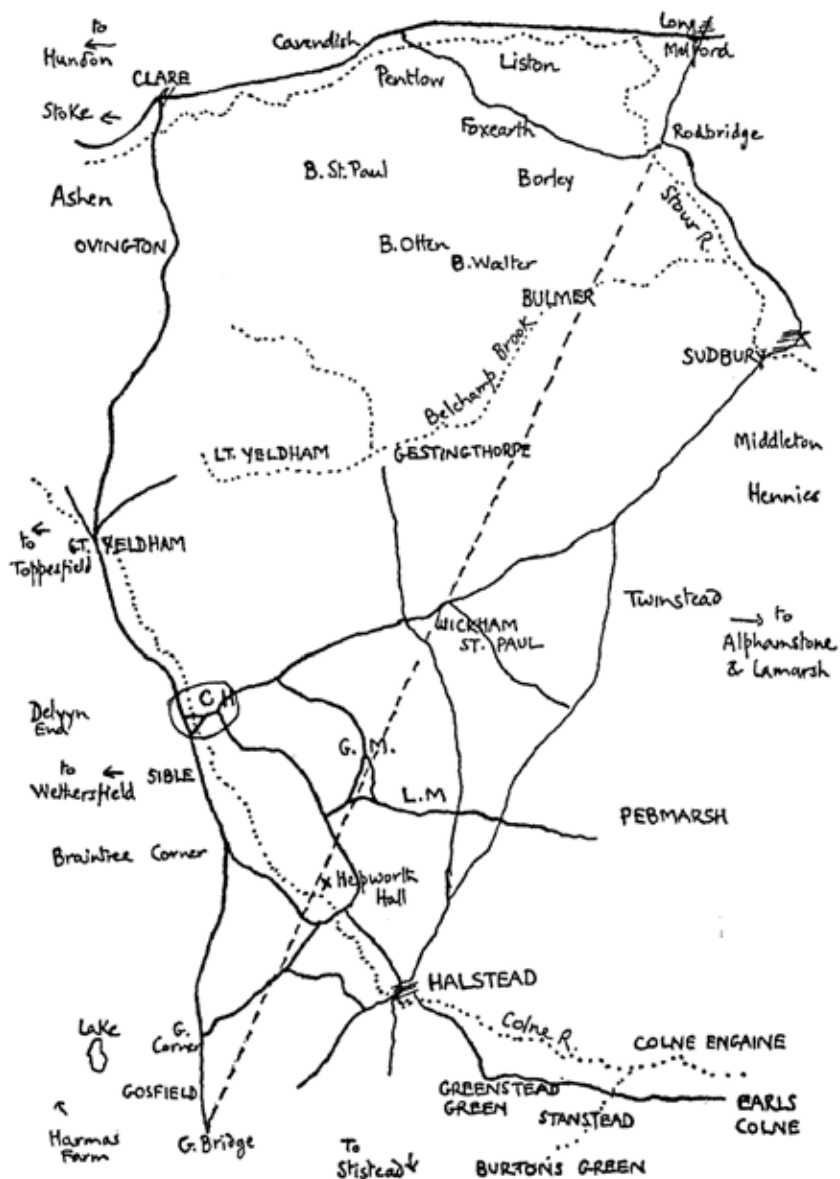 to
Hundon
Stoke
CLARE
Cavendish
Long
Melford
Pentlow
Liston
Foxearth
Rodbridge
B. St. Paul
Borley
Ashen
Stour R.
OVINGTON
B. Otten
B. Walter
BULMER
Belchamp Brook
SUDBURY
LT. YELDHAM
GESTINGTHORPE
Middleton
Hennies
to
Toppesfield
GT. YELDHAM
WICKHAM
ST. PAUL
Twinstead
to
Alphamstone
& Lamarsh
C H
Delvyn
End
G. M.
to
Wethersfield
SIBLE
L.M
PEBMARSH
Braintree Corner
x Hepworth
Hall
HALSTEAD
Lake
G.
Corner
Colne R.
COLNE ENGAINE
GOSFIELD
GREENSTEAD
GREEN
STANSTEAD
EARLS
COLNE
Harmas
Farm
G. Bridge
To
Stistead
BURTONS GREEN